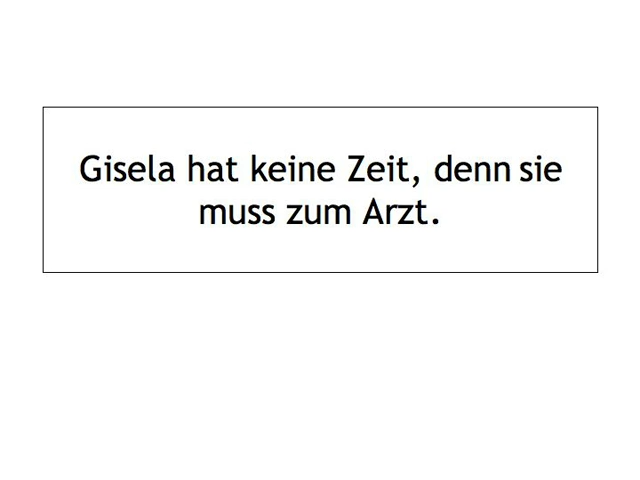 Gisela hat keine Zeit, denn sie
muss zum Arzt.